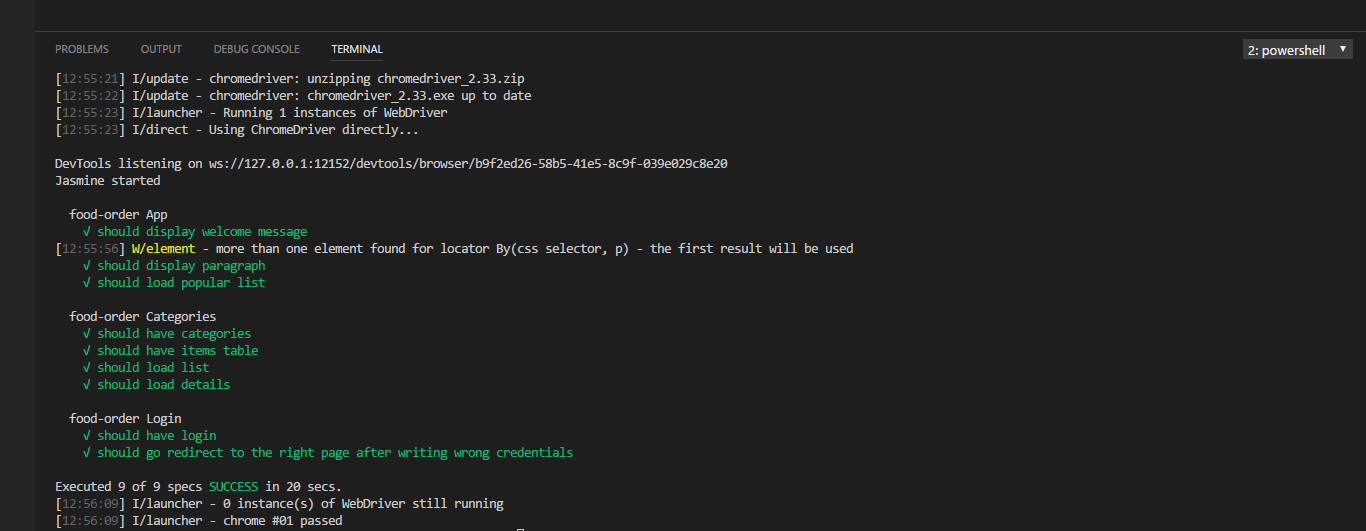 PROBLEMS OUTPUT DEBUG CONSOLE TERMINAL 2: powershell
[12:55:21] I/update - chromedriver: unzipping chromedriver_2.33.zip
[12:55:22] I/update - chromedriver: chromedriver_2.33.exe up to date
[12:55:23] I/launcher - Running 1 instances of WebDriver
[12:55:23] I/direct - Using ChromeDriver directly...
DevTools listening on ws://127.0.0.1:12152/devtools/browser/b9f2ed26-58b5-41e5-8c9f-039e029c8e20
Jasmine started
food-order App
√ should display welcome message
[12:55:56] W/element - more than one element found for locator By(css selector, p) - the first result will be used
√ should display paragraph
√ should load popular list
food-order Categories
√ should have categories
√ should have items table
√ should load list
√ should load details
food-order Login
√ should have login
√ should go redirect to the right page after writing wrong credentials
Executed 9 of 9 specs SUCCESS in 20 secs.
[12:56:09] I/launcher - 0 instance(s) of WebDriver still running
[12:56:09] I/launcher - chrome #01 passed